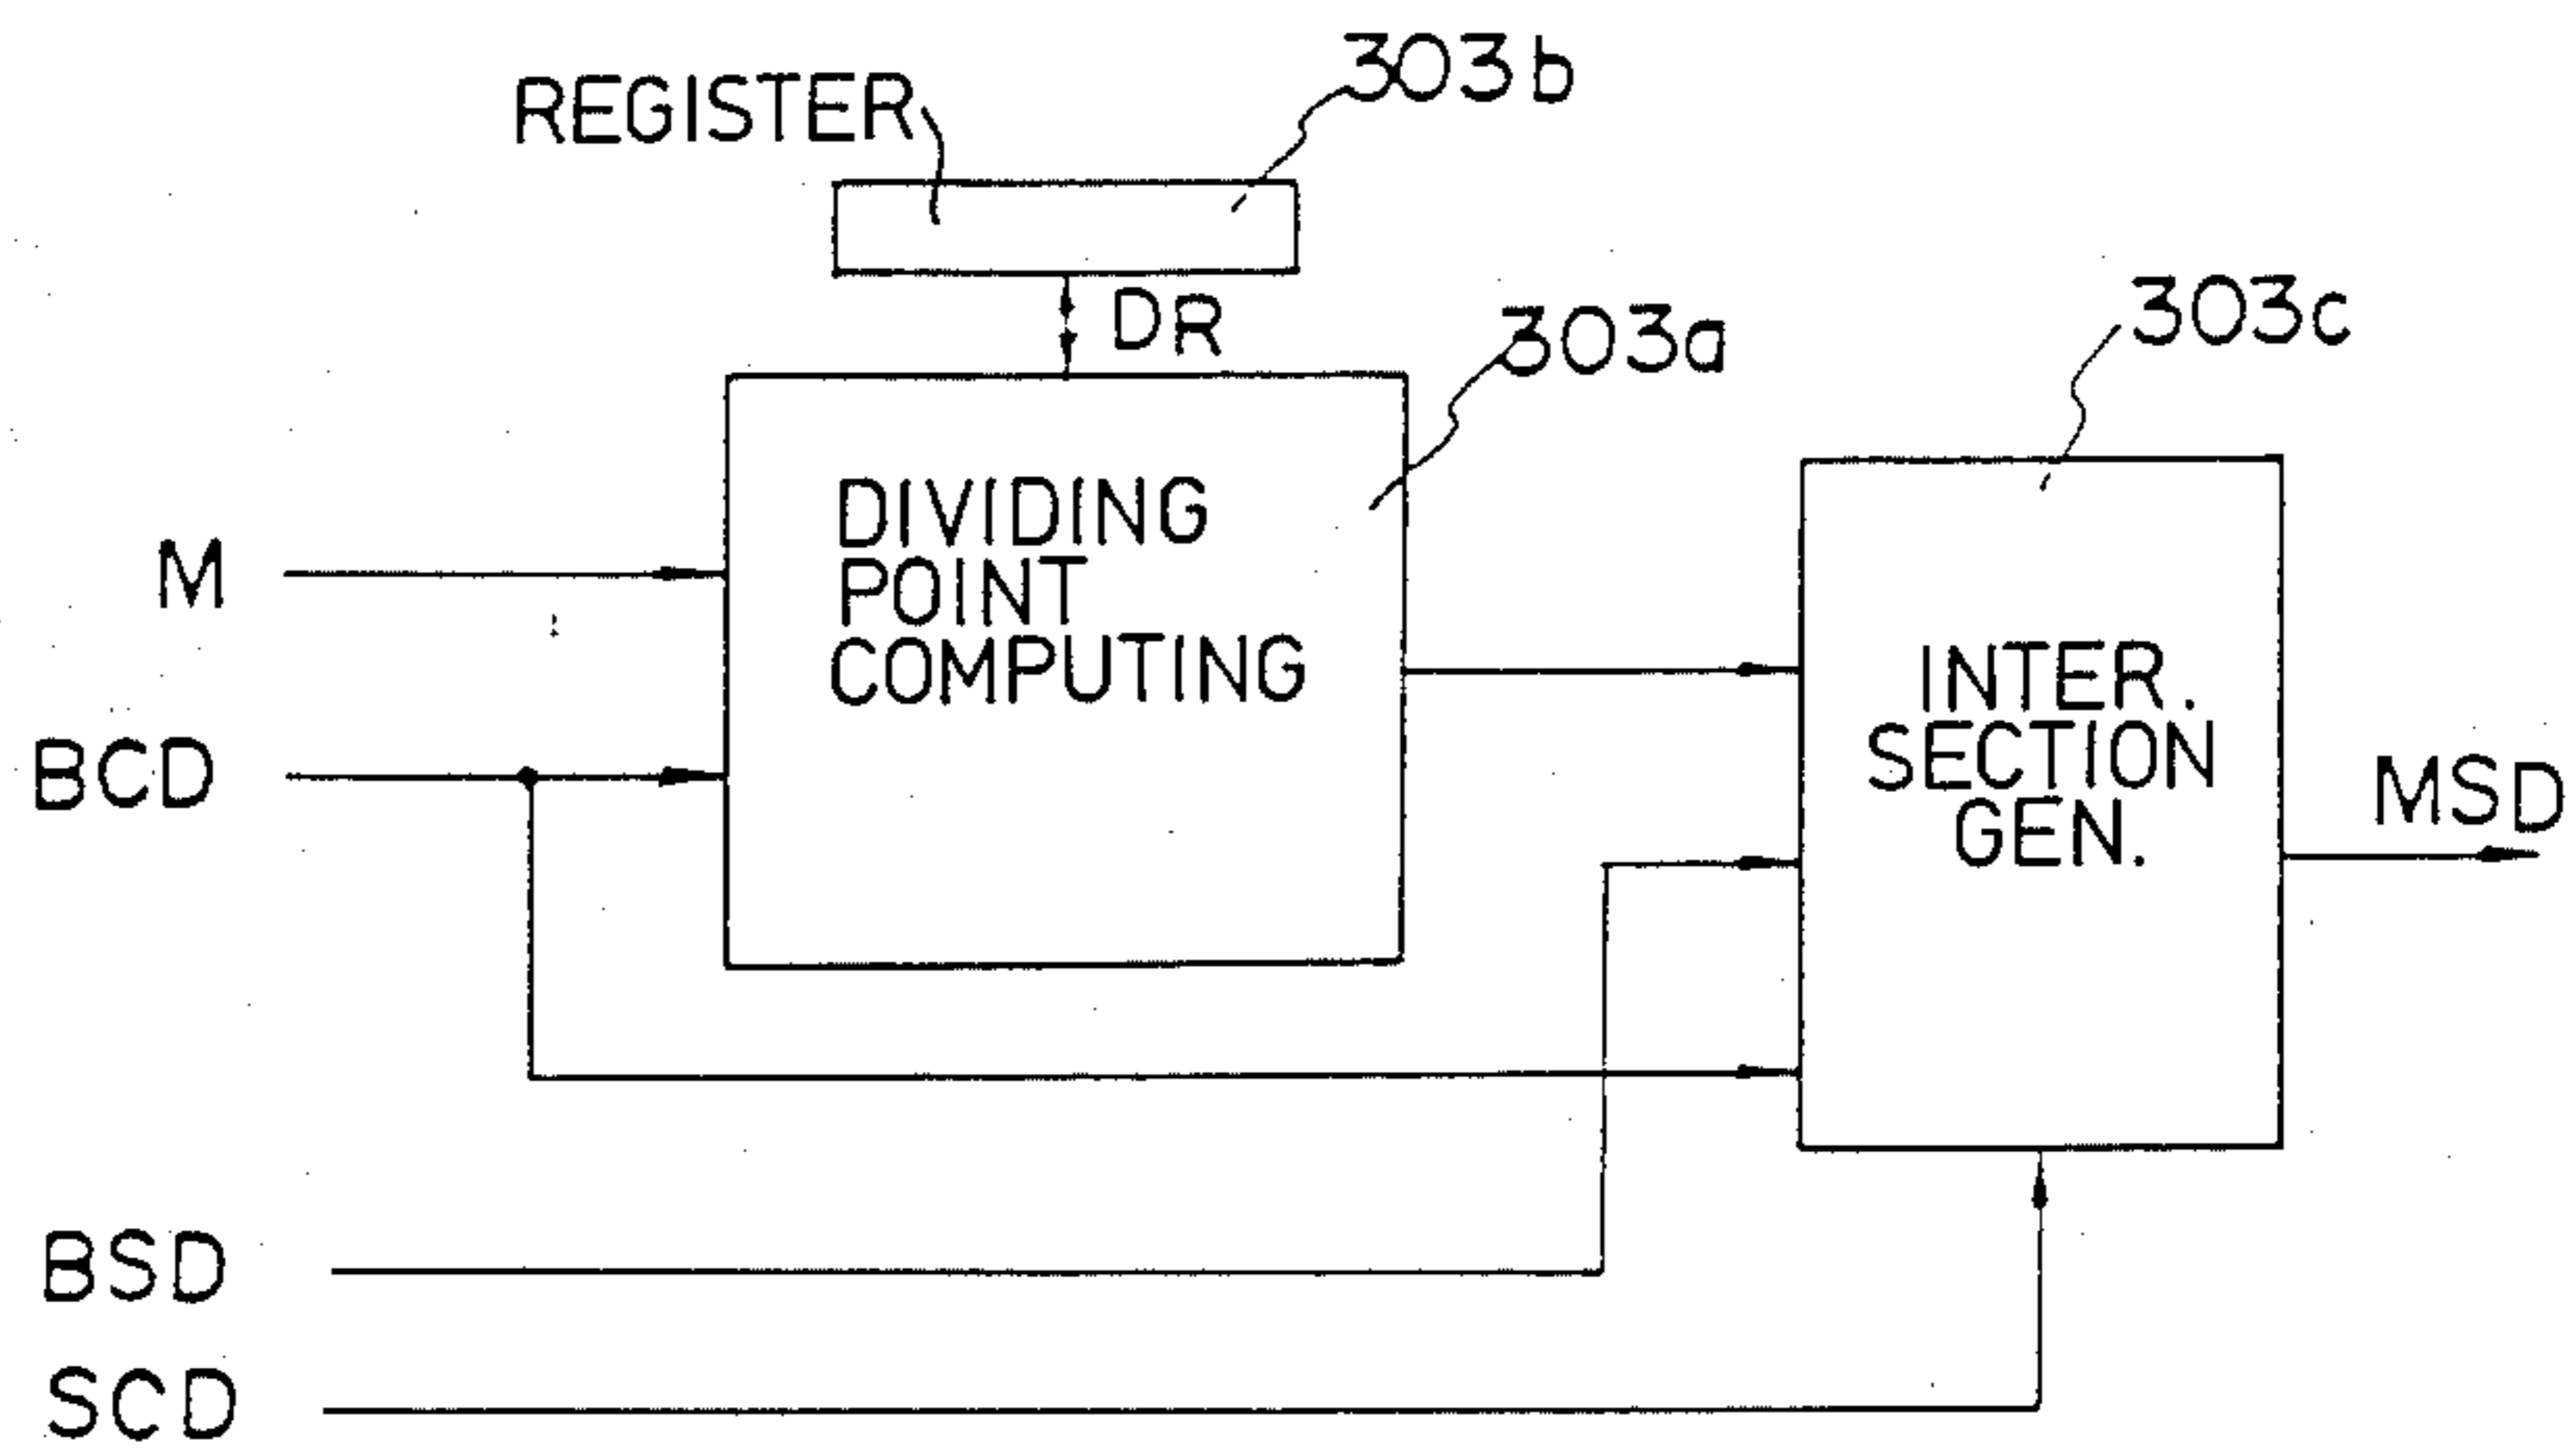 303b
REGISTER
DR
303a
303c
DIVIDING
POINT
COMPUTING
M
INTER.
SECTION
GEN.
BCD
MSD
BSD
SCD